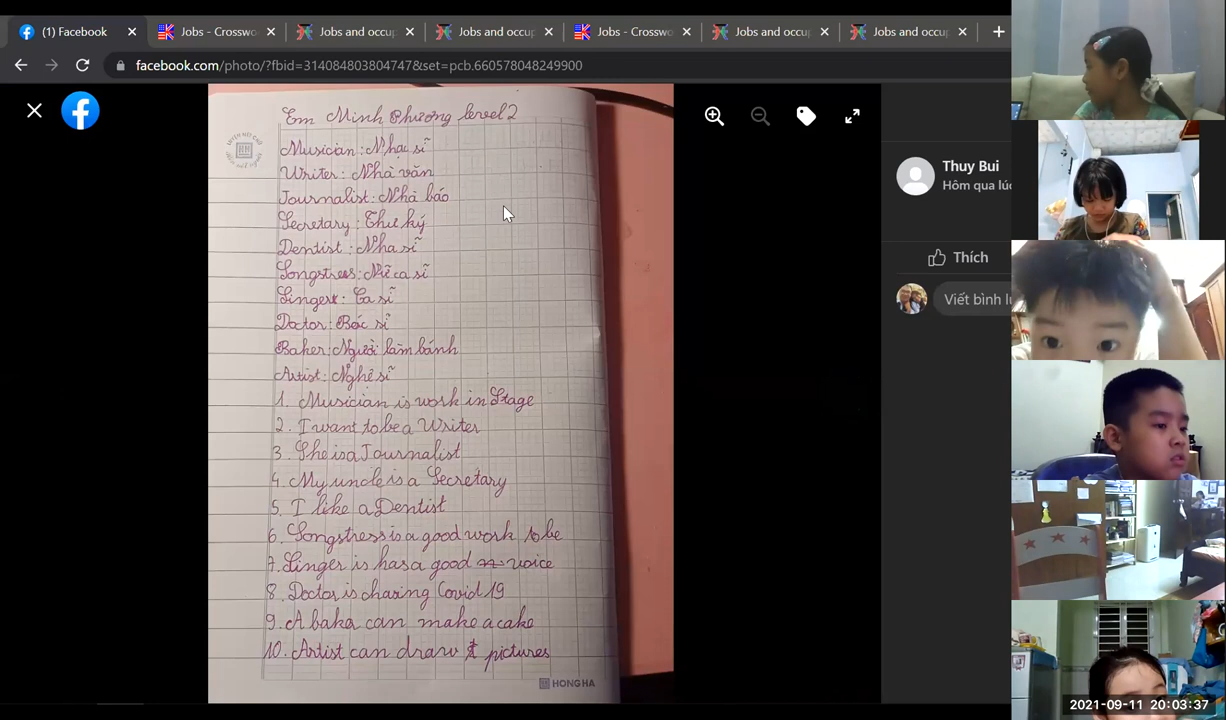 (1) Facebook
Jobs - Crosswo
Jobs and occup
Jobs and occup
Jobs - Crosswo
Jobs and occup
Jobs and occup
facebook.com/photo/?fbid=314084803804747&set=pcb.660578048249900
Em Minh Phương level 2
Musician: Nhạc sĩ
Writer: Nhà văn
Journalist: Nhà báo
Secretary: Thư ký
Dentist: Nha sĩ
Songstress: Nữ ca sĩ
Singer: Ca sĩ
Doctor: Bác sĩ
Baker: Người làm bánh
Artist: Nghệ sĩ
1. Musician is work in Stage
2. I want to be a Writer
3. She is a Journalist
4. My uncle is a Secretary
5. I like a Dentist
6. Songstress is a good work to be
7. Singer is has a good voice
8. Doctor is charing Covid 19
9. A baker can make a cake
10. Artist can draw pictures
HONG HA
Thuy Bui
Hôm qua lúc
Thích
Viết bình lu
2021-09-11 20:03:37